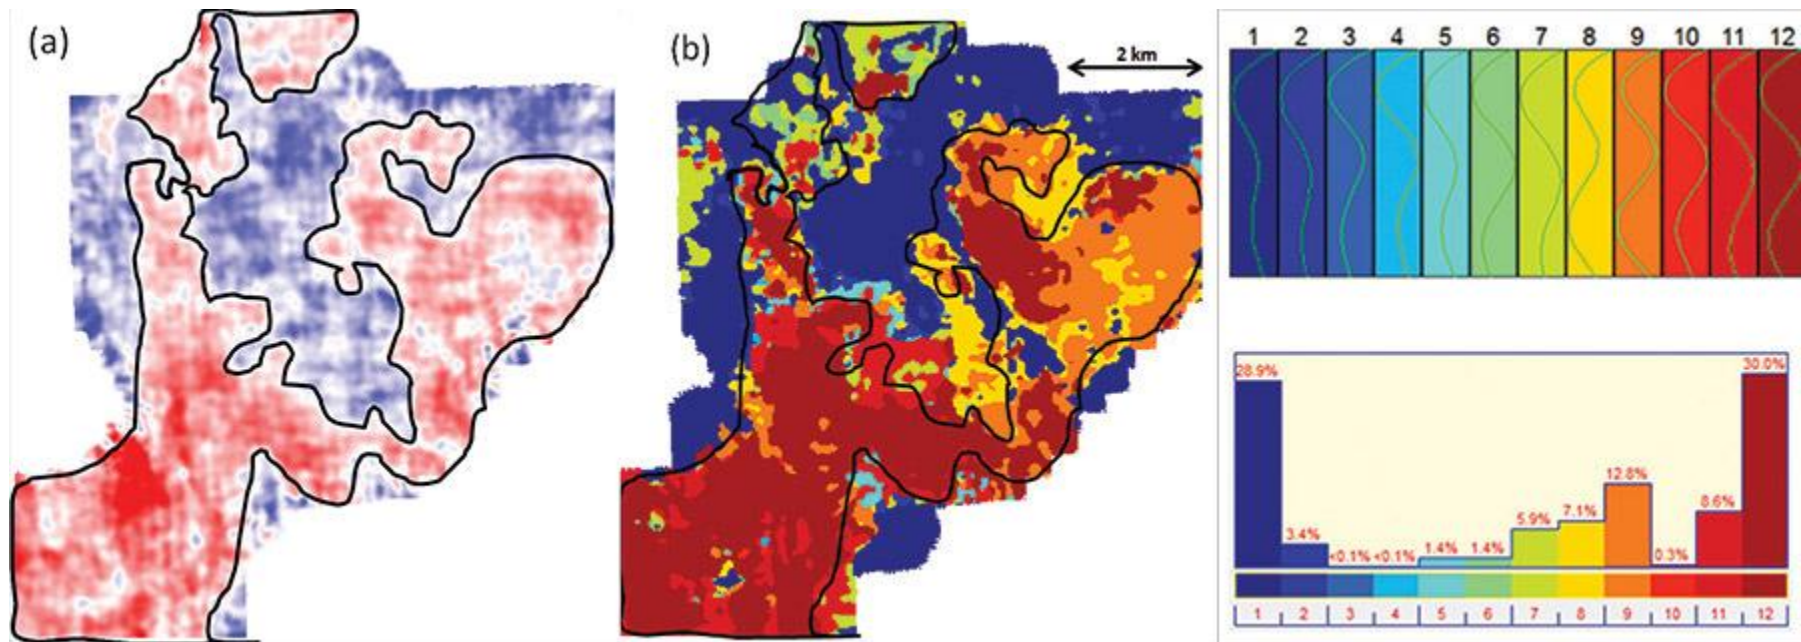 (a)
(b)
2 km
1 2 3 4 5 6 7 8 9 10 11 12
28.9% 3.4% <0.1% <0.1% 1.4% 1.4% 5.9% 7.1% 12.8% 0.3% 8.6% 30.0%
1 2 3 4 5 6 7 8 9 10 11 12